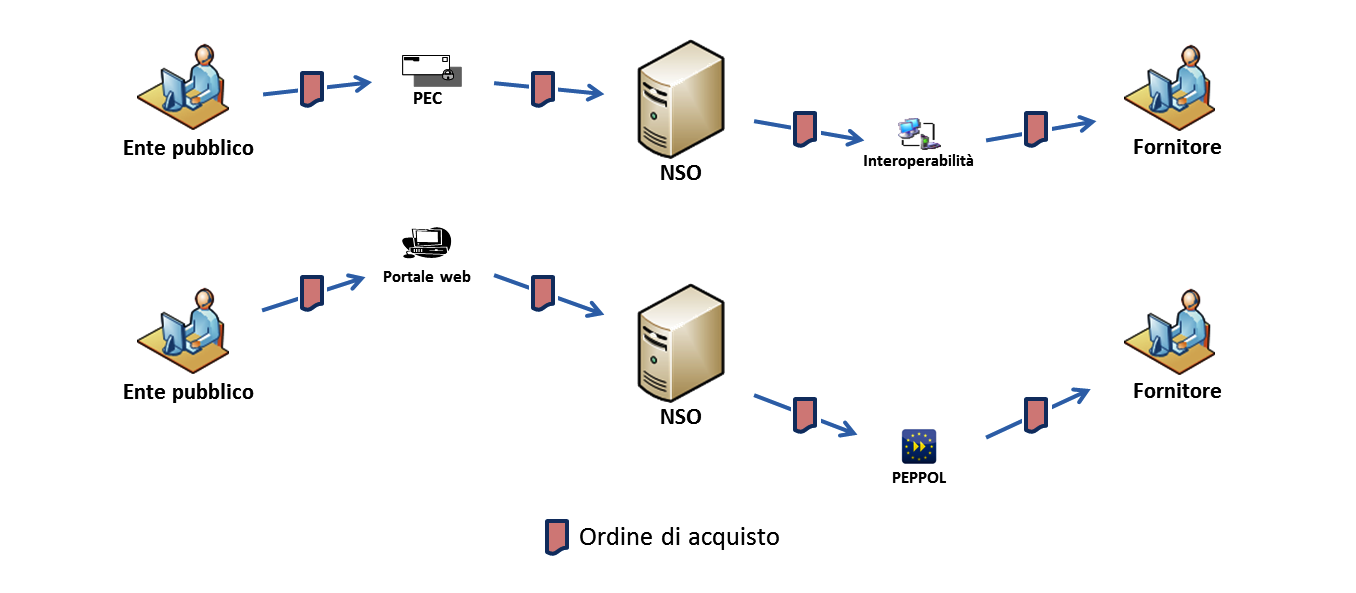 PEC
Ente pubblico
NSO
Interoperabilità
Fornitore
Portale web
Ente pubblico
NSO
Fornitore
PEPPOL
Ordine di acquisto